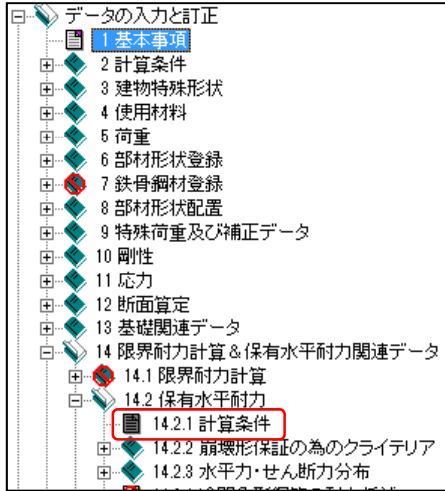 データの入力と訂正
1 基本事項
2 計算条件
3 建物特殊形状
4 使用材料
5 荷重
6 部材形状登録
7 鉄骨鋼材登録
8 部材形状配置
9 特殊荷重及び補正データ
10 剛性
11 応力
12 断面算定
13 基礎関連データ
14 限界耐力計算&保有水平耐力関連データ
14.1 限界耐力計算
14.2 保有水平耐力
14.2.1 計算条件
14.2.2 崩壊形保証の為のクライテリア
14.2.3 水平力・せん断力分布